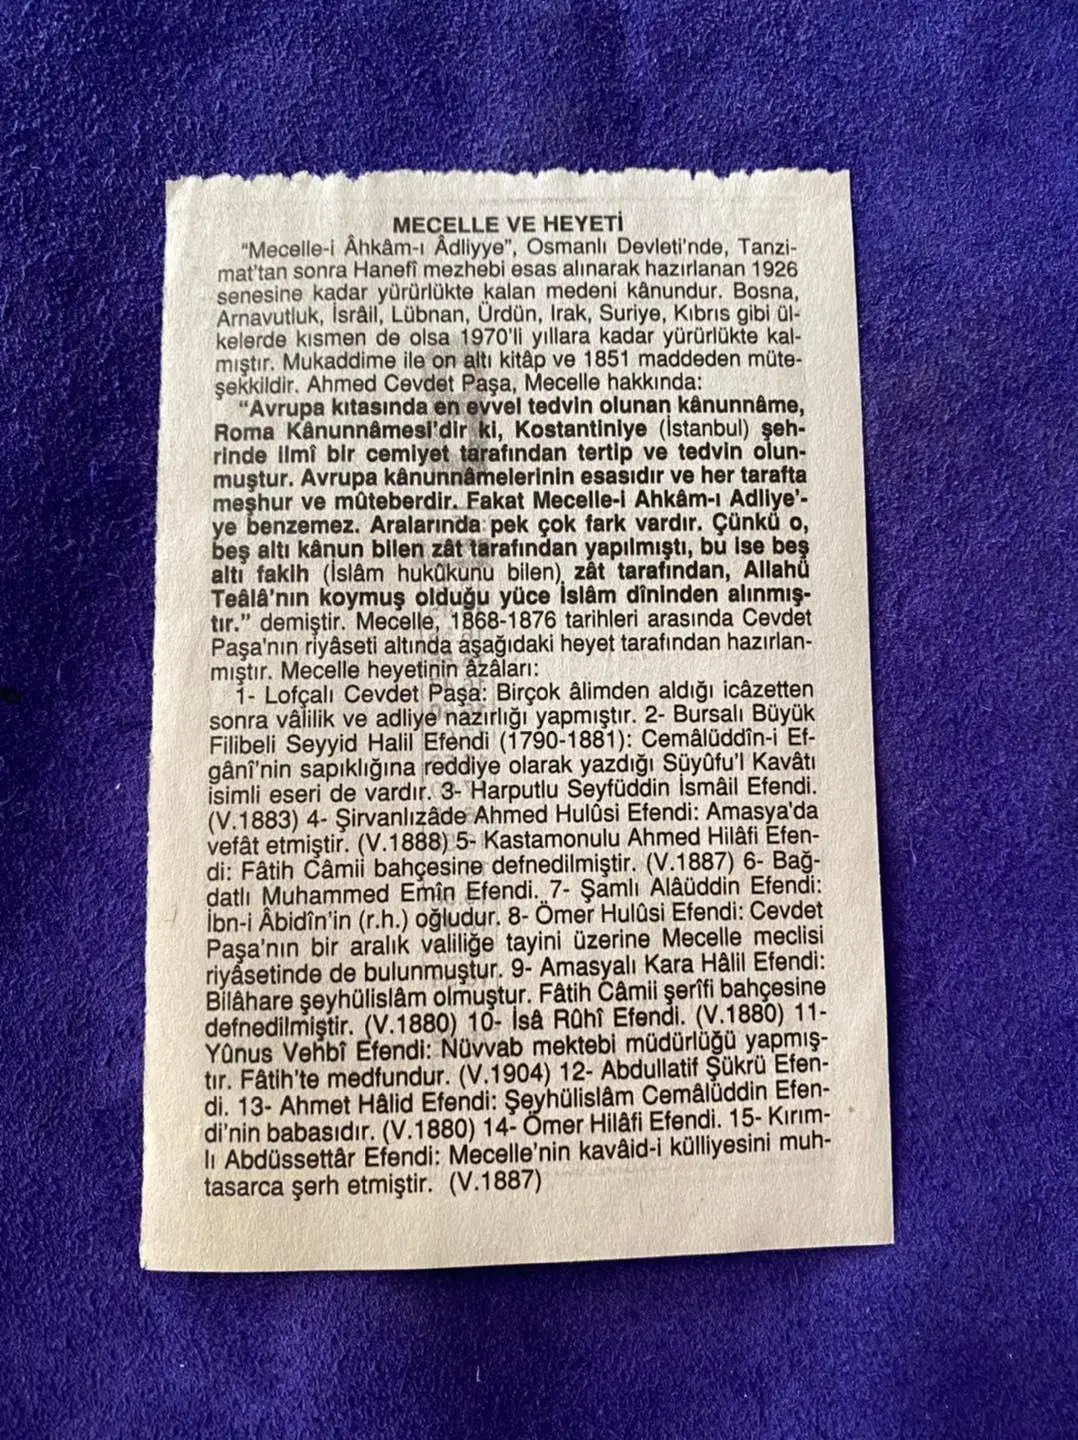 MECELLE VE HEYETİ
"Mecelle-i Âhkâm-ı Âdliyye", Osmanlı Devleti'nde, Tanzi-
mat'tan sonra Hanefî mezhebi esas alınarak hazırlanan 1926
senesine kadar yürürlükte kalan medeni kânundur. Bosna,
Arnavutluk, İsrâil, Lübnan, Ürdün, Irak, Suriye, Kıbrıs gibi ül-
kelerde kısmen de olsa 1970'li yıllara kadar yürürlükte kal-
mıştır. Mukaddime ile on altı kitâp ve 1851 maddeden müte-
şekkildir. Ahmed Cevdet Paşa, Mecelle hakkında:
"Avrupa kıtasında en evvel tedvin olunan kânunnâme,
Roma Kânunnâmesi'dir ki, Kostantiniye (İstanbul) şeh-
rinde ilmî bir cemiyet tarafından tertip ve tedvin olun-
muştur. Avrupa kânunnâmelerinin esasıdır ve her tarafta
meşhur ve mûteberdir. Fakat Mecelle-i Ahkâm-ı Adliye'-
ye benzemez. Aralarında pek çok fark vardır. Çünkü o,
beş altı kânun bilen zât tarafından yapılmıştı, bu ise beş
altı fakih (İslâm hukûkunu bilen) zât tarafından, Allahü
Teâlâ'nın koymuş olduğu yüce İslâm dîninden alınmış-
tır." demiştir. Mecelle, 1868-1876 tarihleri arasında Cevdet
Paşa'nın riyâseti altında aşağıdaki heyet tarafından hazırlan-
mıştır. Mecelle heyetinin âzâları:
1- Lofçalı Cevdet Paşa: Birçok âlimden aldığı icâzetten
sonra vâlilik ve adliye nazırlığı yapmıştır. 2- Bursalı Büyük
Filibeli Seyyid Halil Efendi (1790-1881): Cemâlüddîn-i Ef-
gânî'nin sapıklığına reddiye olarak yazdığı Süyûfu'l Kavâtı
isimli eseri de vardır. 3- Harputlu Seyfüddin İsmâil Efendi.
(V.1883) 4- Şirvanlızâde Ahmed Hulûsi Efendi: Amasya'da
vefât etmiştir. (V.1888) 5- Kastamonulu Ahmed Hilâfi Efen-
di: Fâtih Câmii bahçesine defnedilmiştir. (V.1887) 6- Bağ-
datlı Muhammed Emîn Efendi. 7- Şamlı Alâüddin Efendi:
İbn-i Âbidîn'in (r.h.) oğludur. 8- Ömer Hulûsi Efendi: Cevdet
Paşa'nın bir aralık valiliğe tayini üzerine Mecelle meclisi
riyâsetinde de bulunmuştur. 9- Amasyalı Kara Hâlil Efendi:
Bilâhare şeyhülislâm olmuştur. Fâtih Câmii şerîfi bahçesine
defnedilmiştir. (V.1880) 10- İsâ Rûhî Efendi. (V.1880) 11-
Yûnus Vehbî Efendi: Nüvvab mektebi müdürlüğü yapmış-
tır. Fâtih'te medfundur. (V.1904) 12- Abdullatif Şükrü Efen-
di. 13- Ahmet Hâlid Efendi: Şeyhülislâm Cemâlüddin Efen-
di'nin babasıdır. (V.1880) 14- Ömer Hilâfi Efendi. 15- Kırım-
lı Abdüssettâr Efendi: Mecelle'nin kavâid-i külliyesini muh-
tasarca şerh etmiştir. (V.1887)